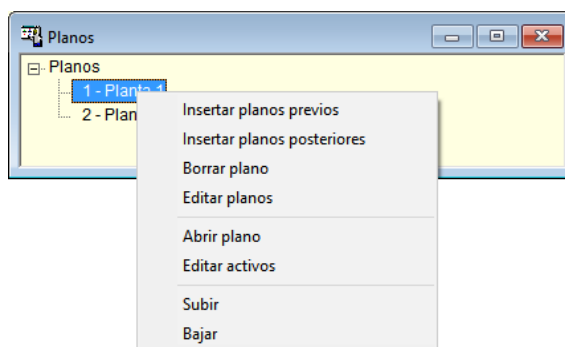 Planos
Planos
1 - Planta 1
2 - Plan
Insertar planos previos
Insertar planos posteriores
Borrar plano
Editar planos
Abrir plano
Editar activos
Subir
Bajar